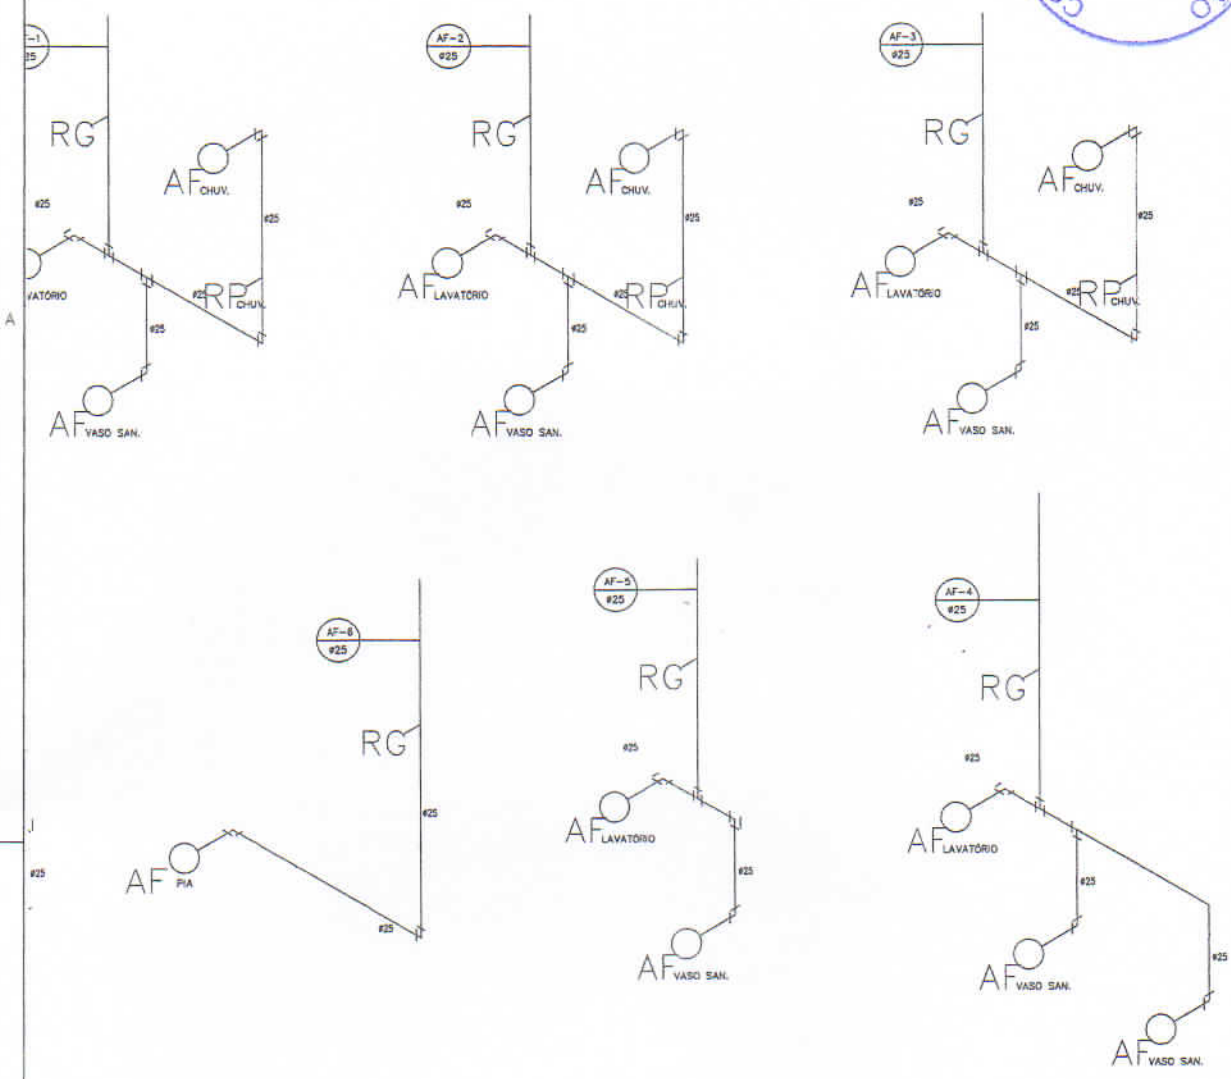 AF-2
ø25
AF-3
ø25
RG
RG
RG
AF CHUV.
AF CHUV.
AF CHUV.
ø25
ø25
ø25
ø25
ø25
ø25
AF LAVATÓRIO
AF LAVATÓRIO
ø25
RP CHUV.
ø25
RP CHUV.
ø25
RP CHUV.
A
ø25
ø25
ø25
AF VASO SAN.
AF VASO SAN.
AF VASO SAN.
AF-6
ø25
AF-5
ø25
AF-4
ø25
RG
RG
RG
ø25
ø25
ø25
AF LAVATÓRIO
AF LAVATÓRIO
AF PIA
ø25
ø25
ø25
ø25
ø25
AF VASO SAN.
AF VASO SAN.
AF VASO SAN.